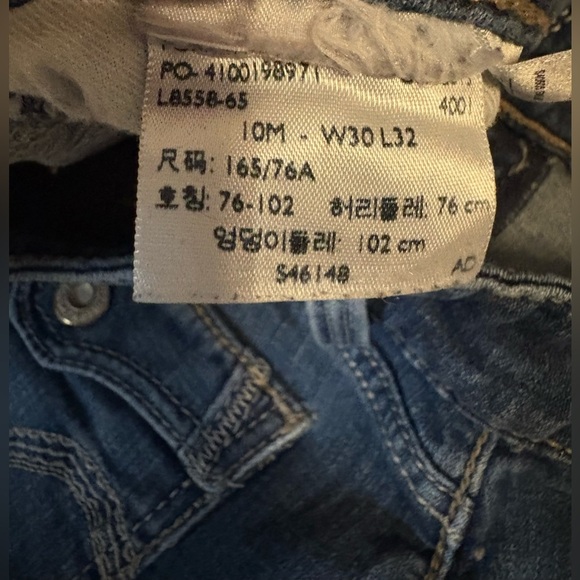 PO- 4100198971
L8558-65 4001
10M - W30 L32
尺码: 165/76A
호칭: 76-102 허리둘레: 76 cm
엉덩이둘레: 102 cm
S46148 AD